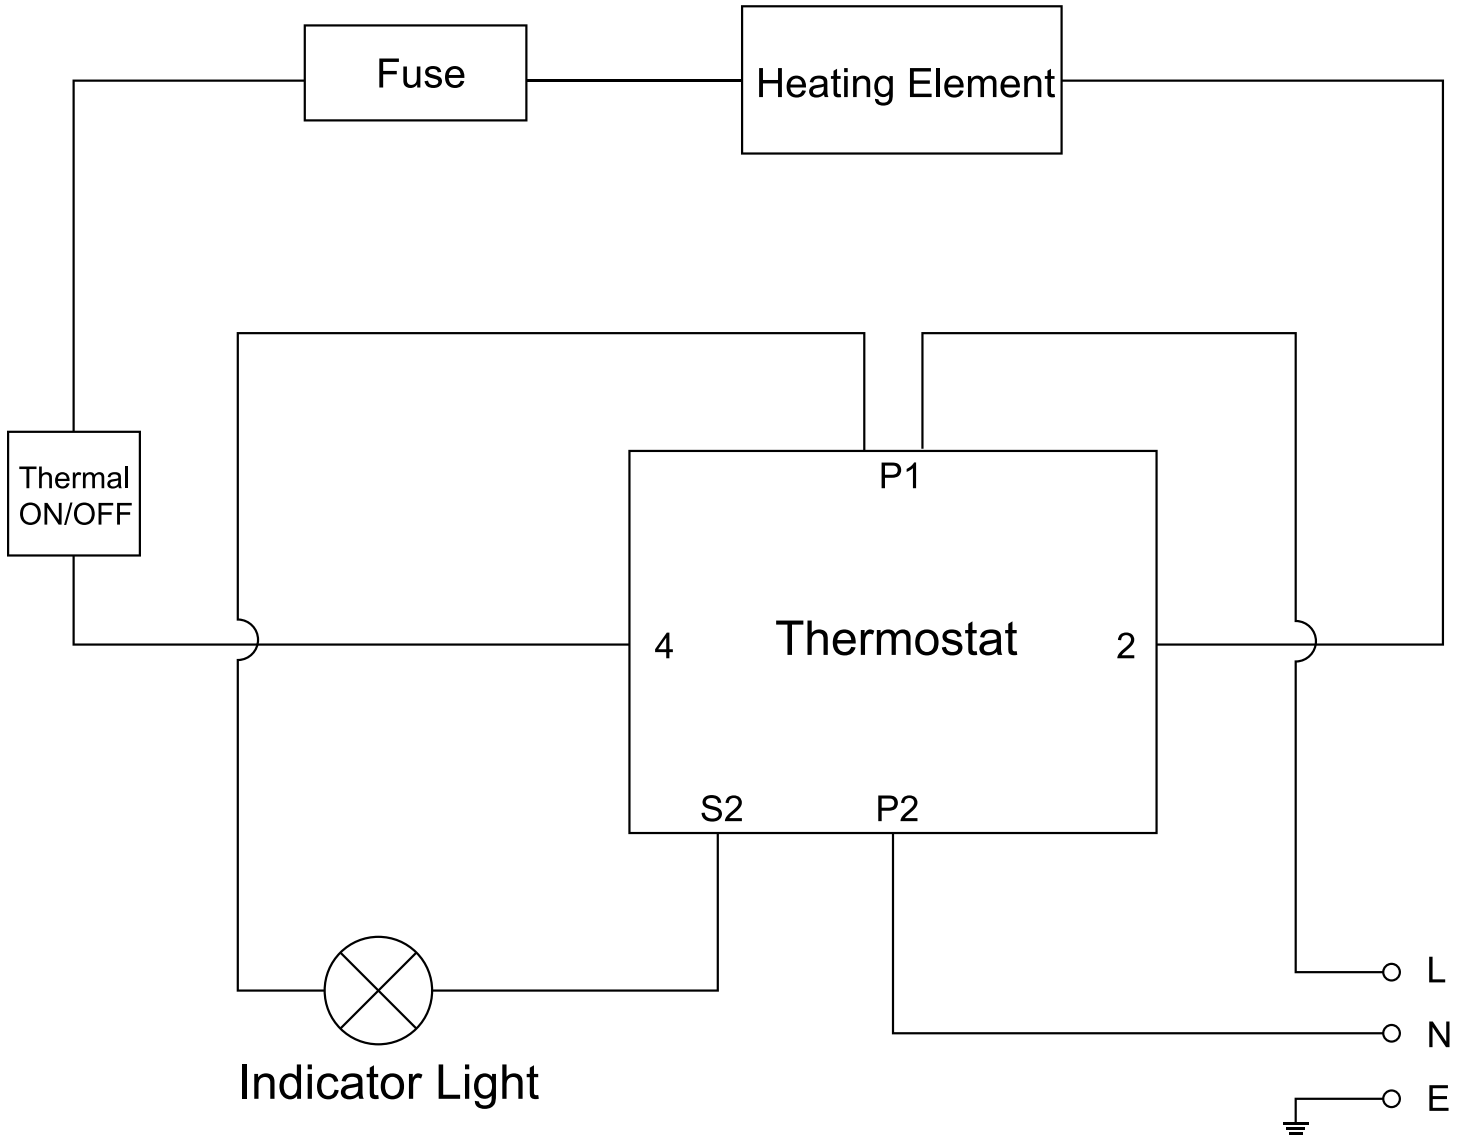 Fuse
Heating Element
Thermal
ON/OFF
P1
4
Thermostat
2
S2
P2
L
N
E
Indicator Light